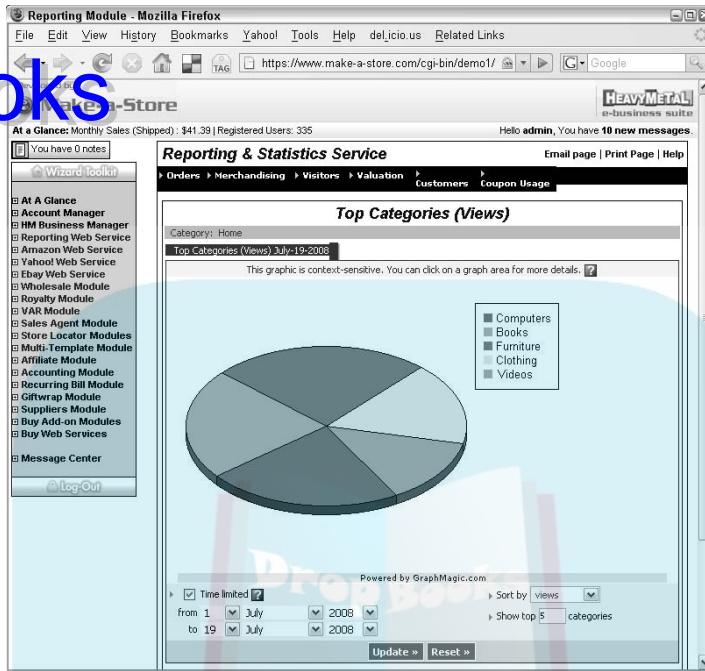 Reporting Module - Mozilla Firefox
File Edit View History Bookmarks Yahoo! Tools Help del.icio.us Related Links
TAG https://www.make-a-store.com/cgi-bin/demo1/ G Google
oks
Make-a-Store
HEAVYMETAL
e-business suite
At a Glance: Monthly Sales (Shipped) : $41.39 | Registered Users: 335 Hello admin, You have 10 new messages.
You have 0 notes
Wizard Toolkit
At A Glance
Account Manager
HM Business Manager
Reporting Web Service
Amazon Web Service
Yahoo! Web Service
Ebay Web Service
Wholesale Module
Royalty Module
VAR Module
Sales Agent Module
Store Locator Modules
Multi-Template Module
Affiliate Module
Accounting Module
Recurring Bill Module
Giftwrap Module
Suppliers Module
Buy Add-on Modules
Buy Web Services
Message Center
Log-Out
Reporting & Statistics Service
Email page | Print Page | Help
Orders Merchandising Visitors Valuation Customers Coupon Usage
Top Categories (Views)
Category: Home
Top Categories (Views) July-19-2008
This graphic is context-sensitive. You can click on a graph area for more details. ?
Computers
Books
Furniture
Clothing
Videos
Drop Books
Powered by GraphMagic.com
Time limited ?
from 1 July 2008
to 19 July 2008
Sort by views
Show top 5 categories
Update » Reset »